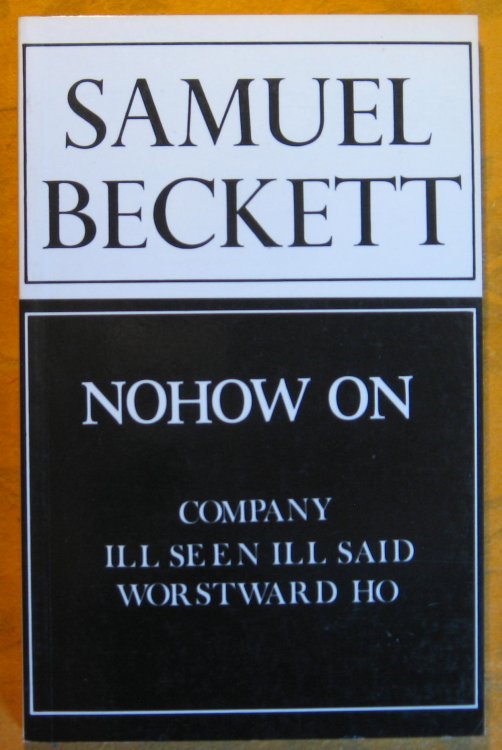 SAMUEL
BECKETT
NOHOW ON
COMPANY
ILL SEEN ILL SAID
WORSTWARD HO